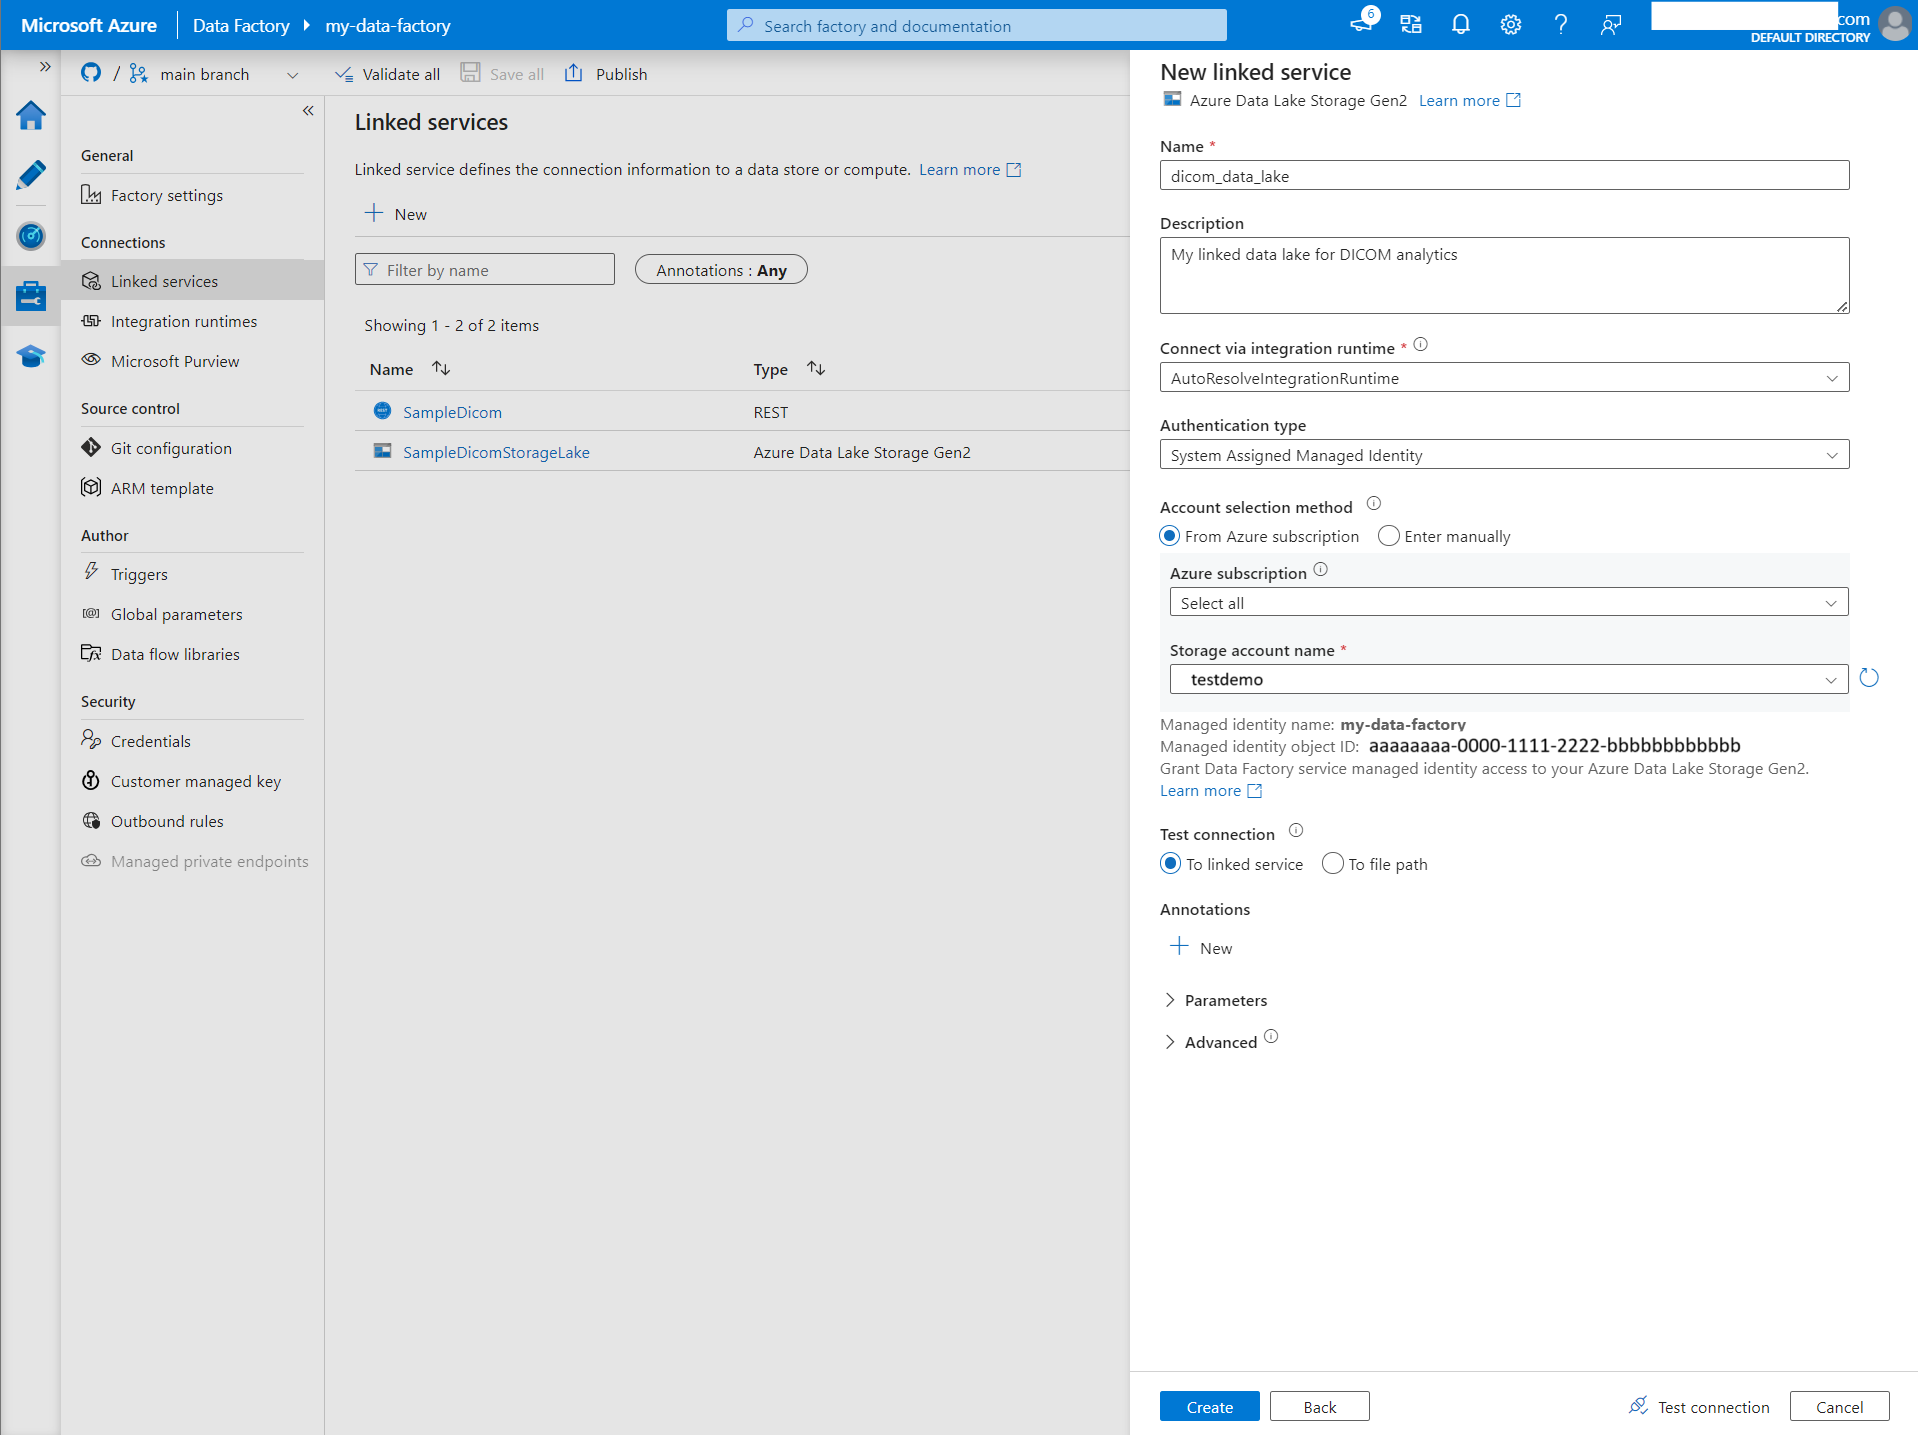 Microsoft Azure
Data Factory
my-data-factory
Search factory and documentation
6
com
DEFAULT DIRECTORY
/
main branch
Validate all
Save all
Publish
General
Factory settings
Connections
Linked services
Integration runtimes
Microsoft Purview
Source control
Git configuration
ARM template
Author
Triggers
Global parameters
Data flow libraries
Security
Credentials
Customer managed key
Outbound rules
Managed private endpoints
Linked services
Linked service defines the connection information to a data store or compute. Learn more
New
Filter by name
Annotations : Any
Showing 1 - 2 of 2 items
Name Type
SampleDicom REST
SampleDicomStorageLake Azure Data Lake Storage Gen2
New linked service
Azure Data Lake Storage Gen2 Learn more
Name *
dicom_data_lake
Description
My linked data lake for DICOM analytics
Connect via integration runtime *
AutoResolveIntegrationRuntime
Authentication type
System Assigned Managed Identity
Account selection method
From Azure subscription Enter manually
Azure subscription
Select all
Storage account name *
testdemo
Managed identity name: my-data-factory
Managed identity object ID: aaaaaaaa-0000-1111-2222-bbbbbbbbbbbb
Grant Data Factory service managed identity access to your Azure Data Lake Storage Gen2.
Learn more
Test connection
To linked service To file path
Annotations
New
Parameters
Advanced
Create
Back
Test connection
Cancel